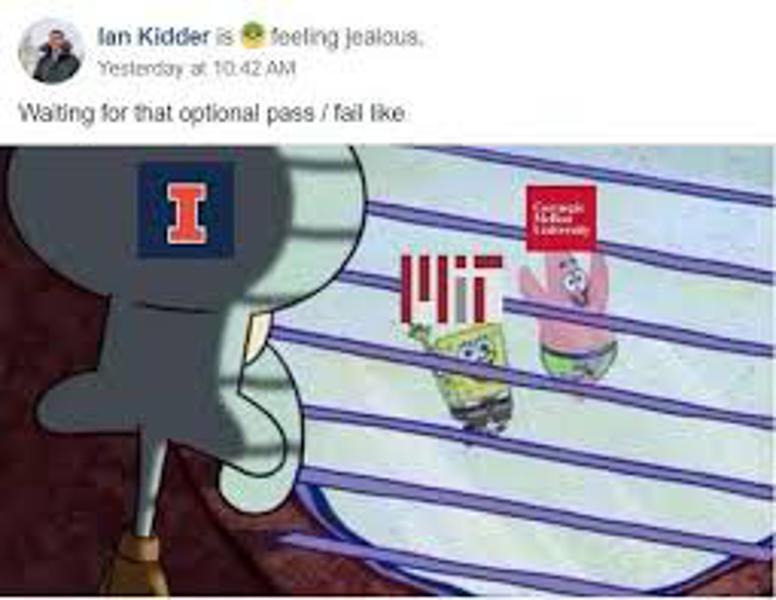 Ian Kidder is feeling jealous.
Yesterday at 10:42 AM
Waiting for that optional pass / fail like
I
Carnegie
Mellon
University
MiT